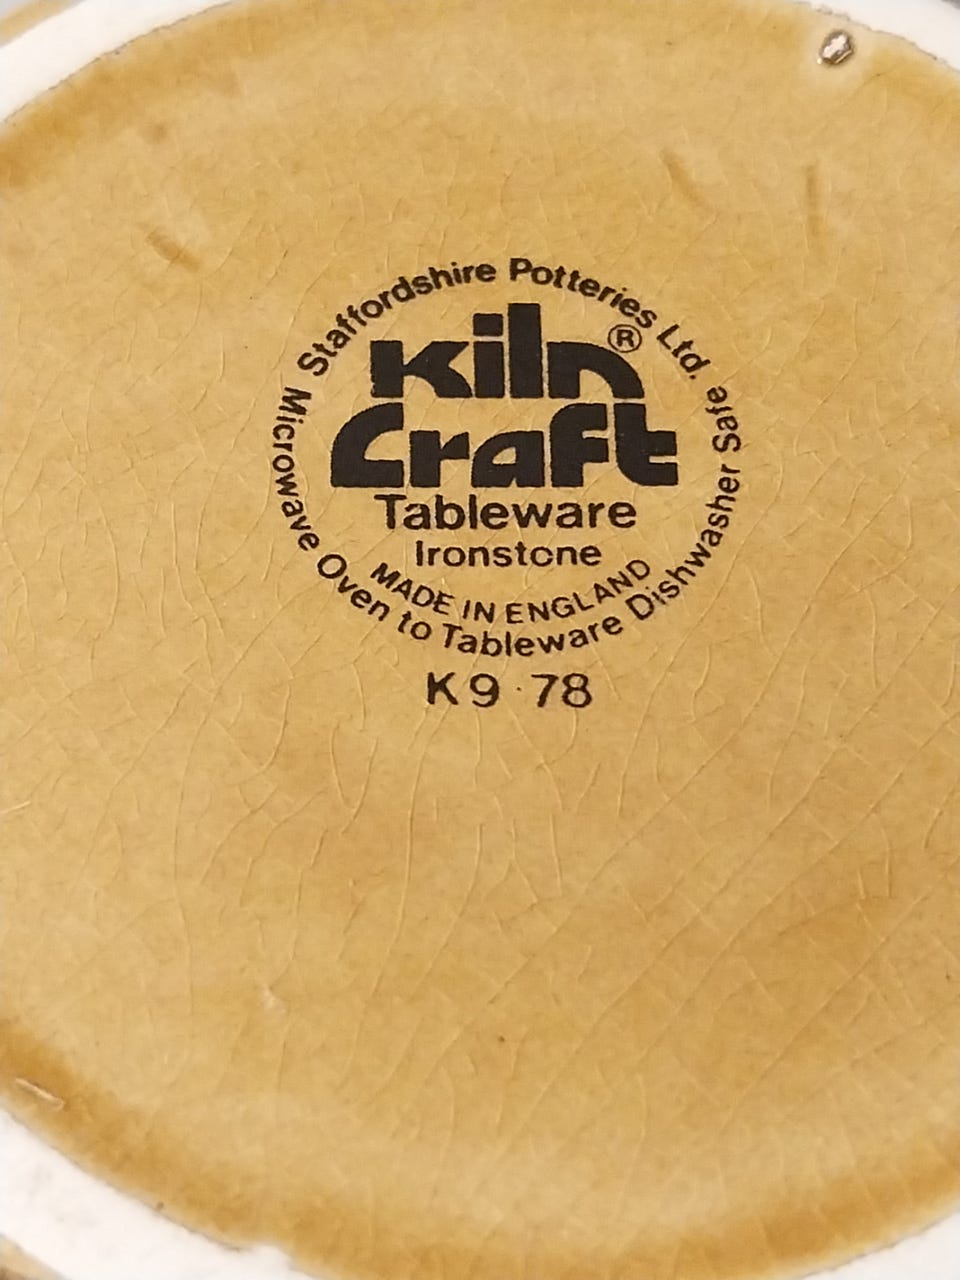 Staffordshire Potteries Ltd.
Kiln ®
Craft
Tableware
Ironstone
MADE IN ENGLAND
Microwave Oven to Tableware Dishwasher Safe
K9 78